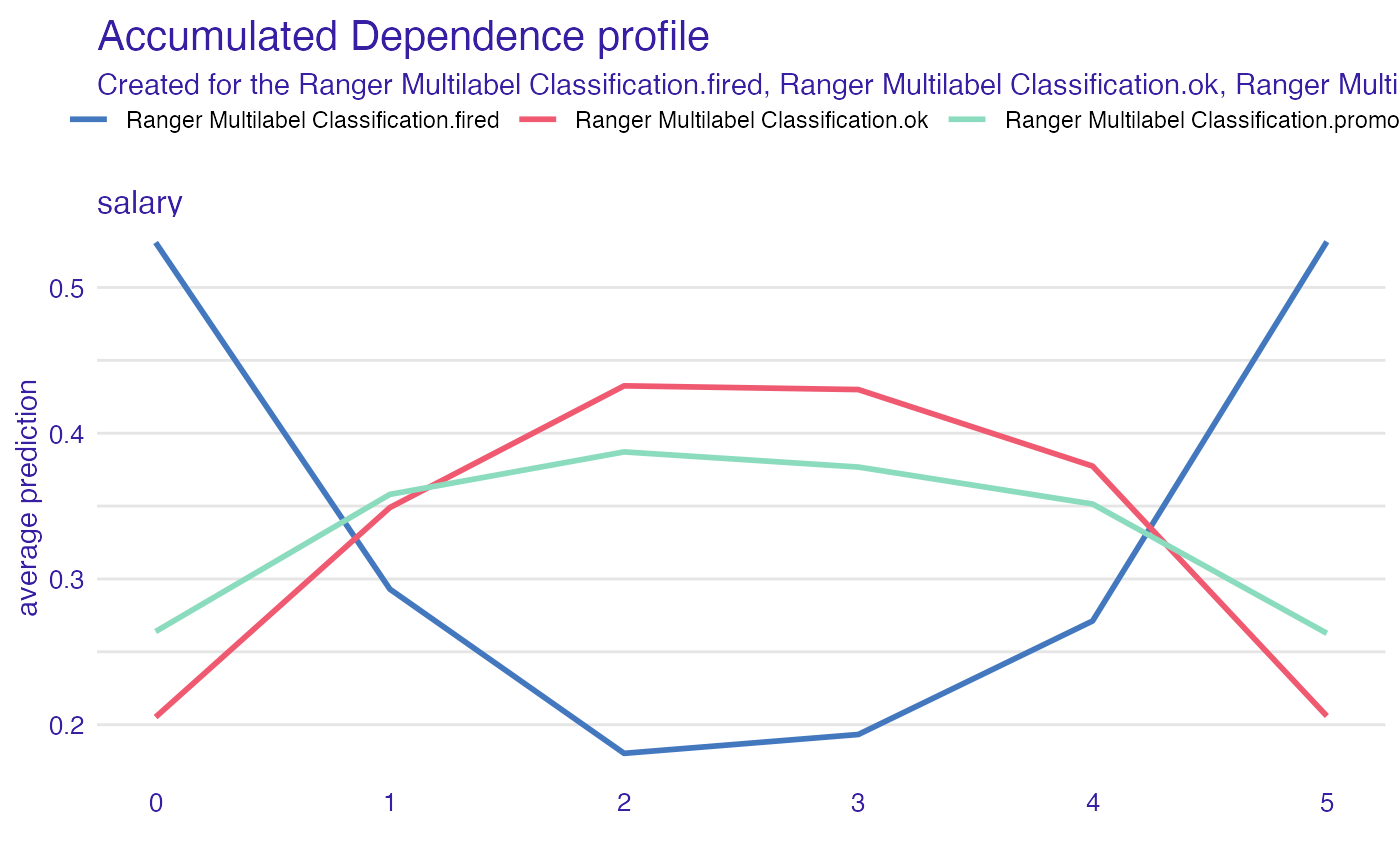 Accumulated Dependence profile
Created for the Ranger Multilabel Classification.fired, Ranger Multilabel Classification.ok, Ranger Multi
Ranger Multilabel Classification.fired Ranger Multilabel Classification.ok Ranger Multilabel Classification.promo
salary
0.5
0.4
0.3
0.2
average prediction
0 1 2 3 4 5